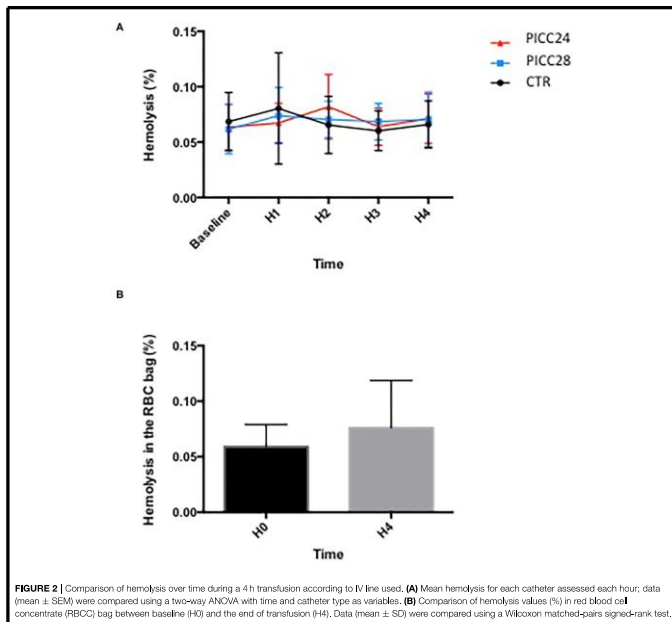 A
0.15
PICC24
PICC28
CTR
Hemolysis (%)
0.10
0.05
0.00
Baseline
H1
H2
H3
H4
Time
B
0.15
Hemolysis in the RBC bag (%)
0.10
0.05
0.00
H0
H4
Time
FIGURE 2 | Comparison of hemolysis over time during a 4 h transfusion according to IV line used. (A) Mean hemolysis for each catheter assessed each hour; data
(mean ± SEM) were compared using a two-way ANOVA with time and catheter type as variables. (B) Comparison of hemolysis values (%) in red blood cell
concentrate (RBCC) bag between baseline (H0) and the end of transfusion (H4). Data (mean ± SD) were compared using a Wilcoxon matched-pairs signed-rank test.